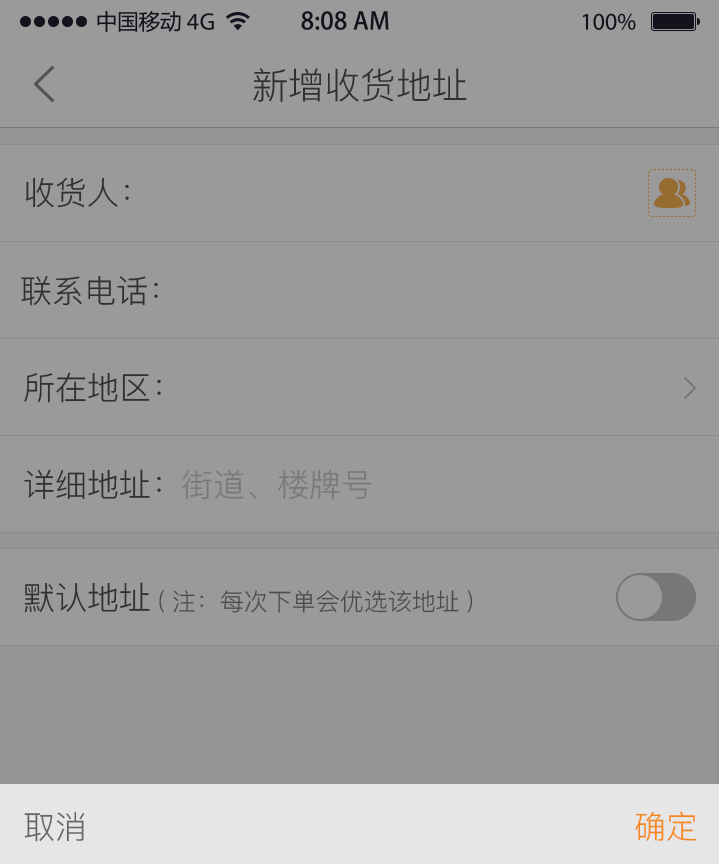 中国移动 4G 8:08 AM 100%
新增收货地址
收货人：
联系电话：
所在地区：
详细地址： 街道、楼牌号
默认地址（注：每次下单会优选该地址）
取消 确定